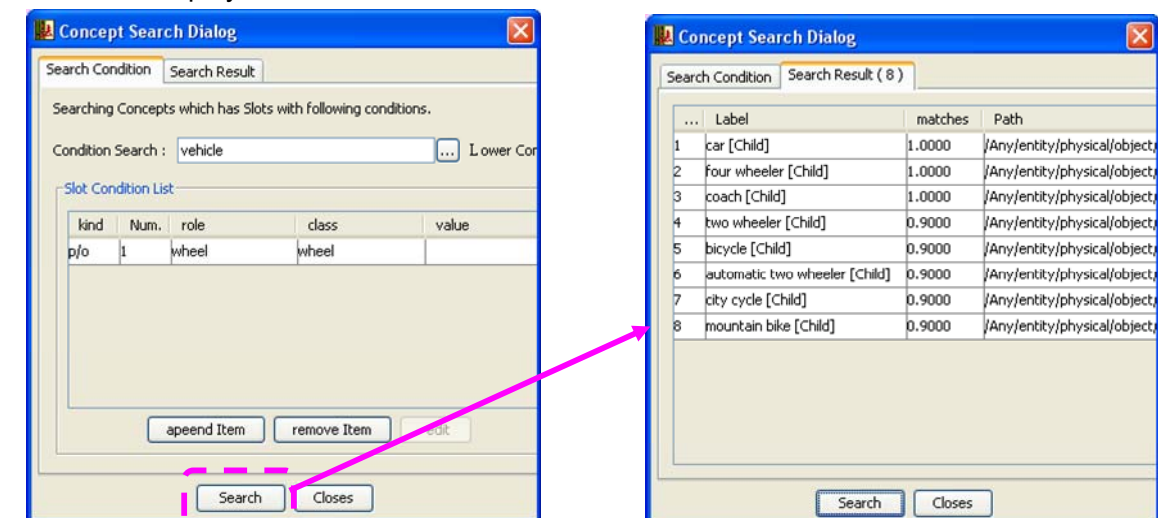 Concept Search Dialog
Search Condition Search Result
Searching Concepts which has Slots with following conditions.
Condition Search : vehicle ... Lower Cor
Slot Condition List
kind Num. role class value
p/o 1 wheel wheel
apeend Item remove Item edit
Search Closes
Concept Search Dialog
Search Condition Search Result ( 8 )
... Label matches Path
1 car [Child] 1.0000 /Any/entity/physical/object/
2 four wheeler [Child] 1.0000 /Any/entity/physical/object/
3 coach [Child] 1.0000 /Any/entity/physical/object/
4 two wheeler [Child] 0.9000 /Any/entity/physical/object/
5 bicycle [Child] 0.9000 /Any/entity/physical/object/
6 automatic two wheeler [Child] 0.9000 /Any/entity/physical/object/
7 city cycle [Child] 0.9000 /Any/entity/physical/object/
8 mountain bike [Child] 0.9000 /Any/entity/physical/object/
Search Closes